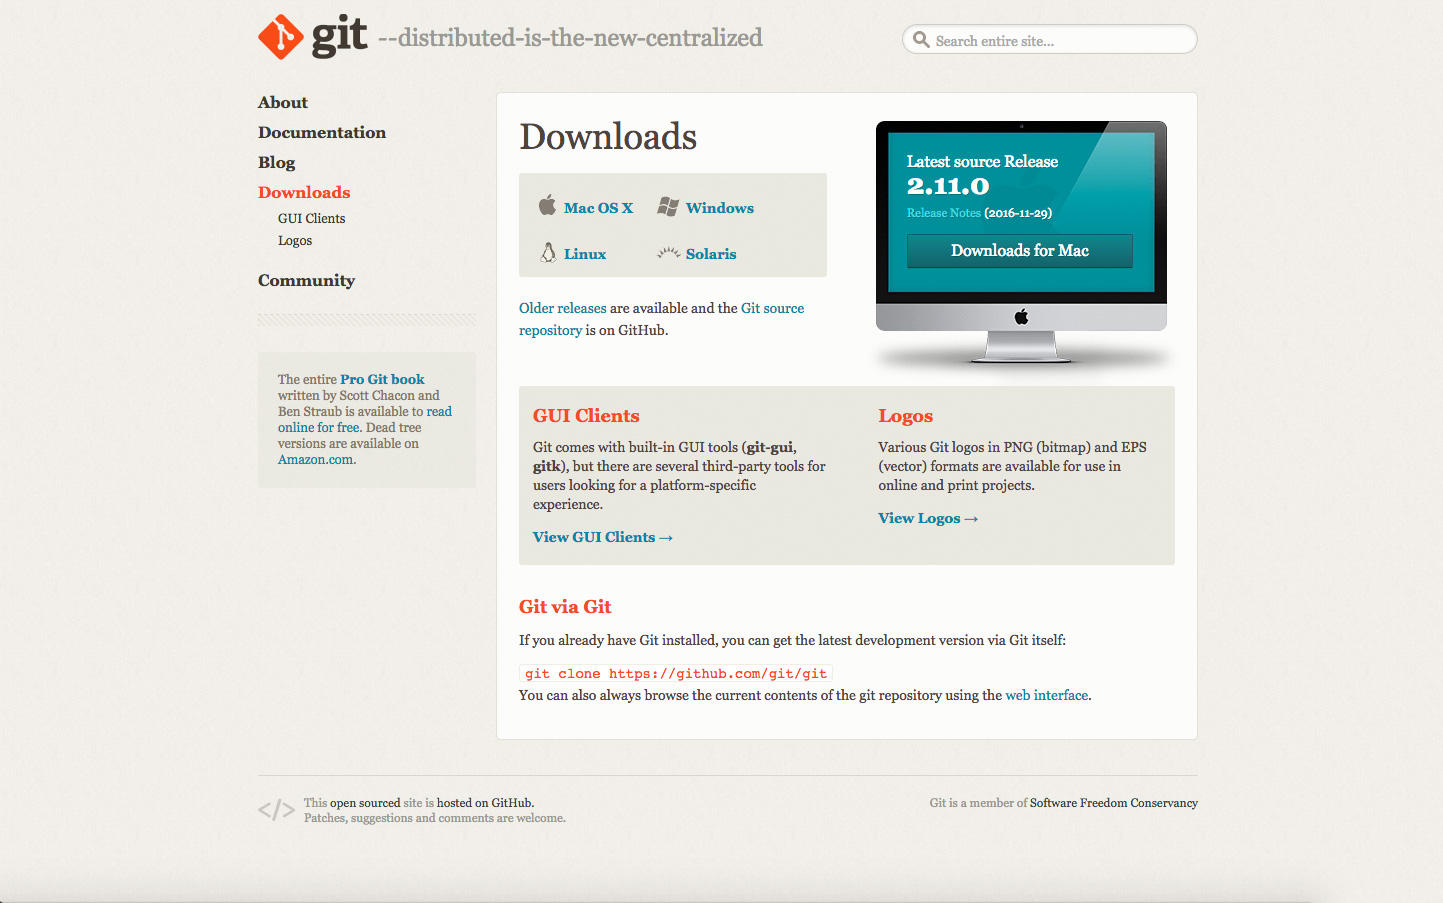 git --distributed-is-the-new-centralized
Search entire site...
About
Documentation
Blog
Downloads
GUI Clients
Logos
Community
The entire Pro Git book
written by Scott Chacon and
Ben Straub is available to read
online for free. Dead tree
versions are available on
Amazon.com.
Downloads
Mac OS X
Windows
Linux
Solaris
Older releases are available and the Git source
repository is on GitHub.
Latest source Release
2.11.0
Release Notes (2016-11-29)
Downloads for Mac
GUI Clients
Git comes with built-in GUI tools (git-gui,
gitk), but there are several third-party tools for
users looking for a platform-specific
experience.
View GUI Clients →
Logos
Various Git logos in PNG (bitmap) and EPS
(vector) formats are available for use in
online and print projects.
View Logos →
Git via Git
If you already have Git installed, you can get the latest development version via Git itself:
git clone https://github.com/git/git
You can also always browse the current contents of the git repository using the web interface.
</> This open sourced site is hosted on GitHub.
Patches, suggestions and comments are welcome.
Git is a member of Software Freedom Conservancy